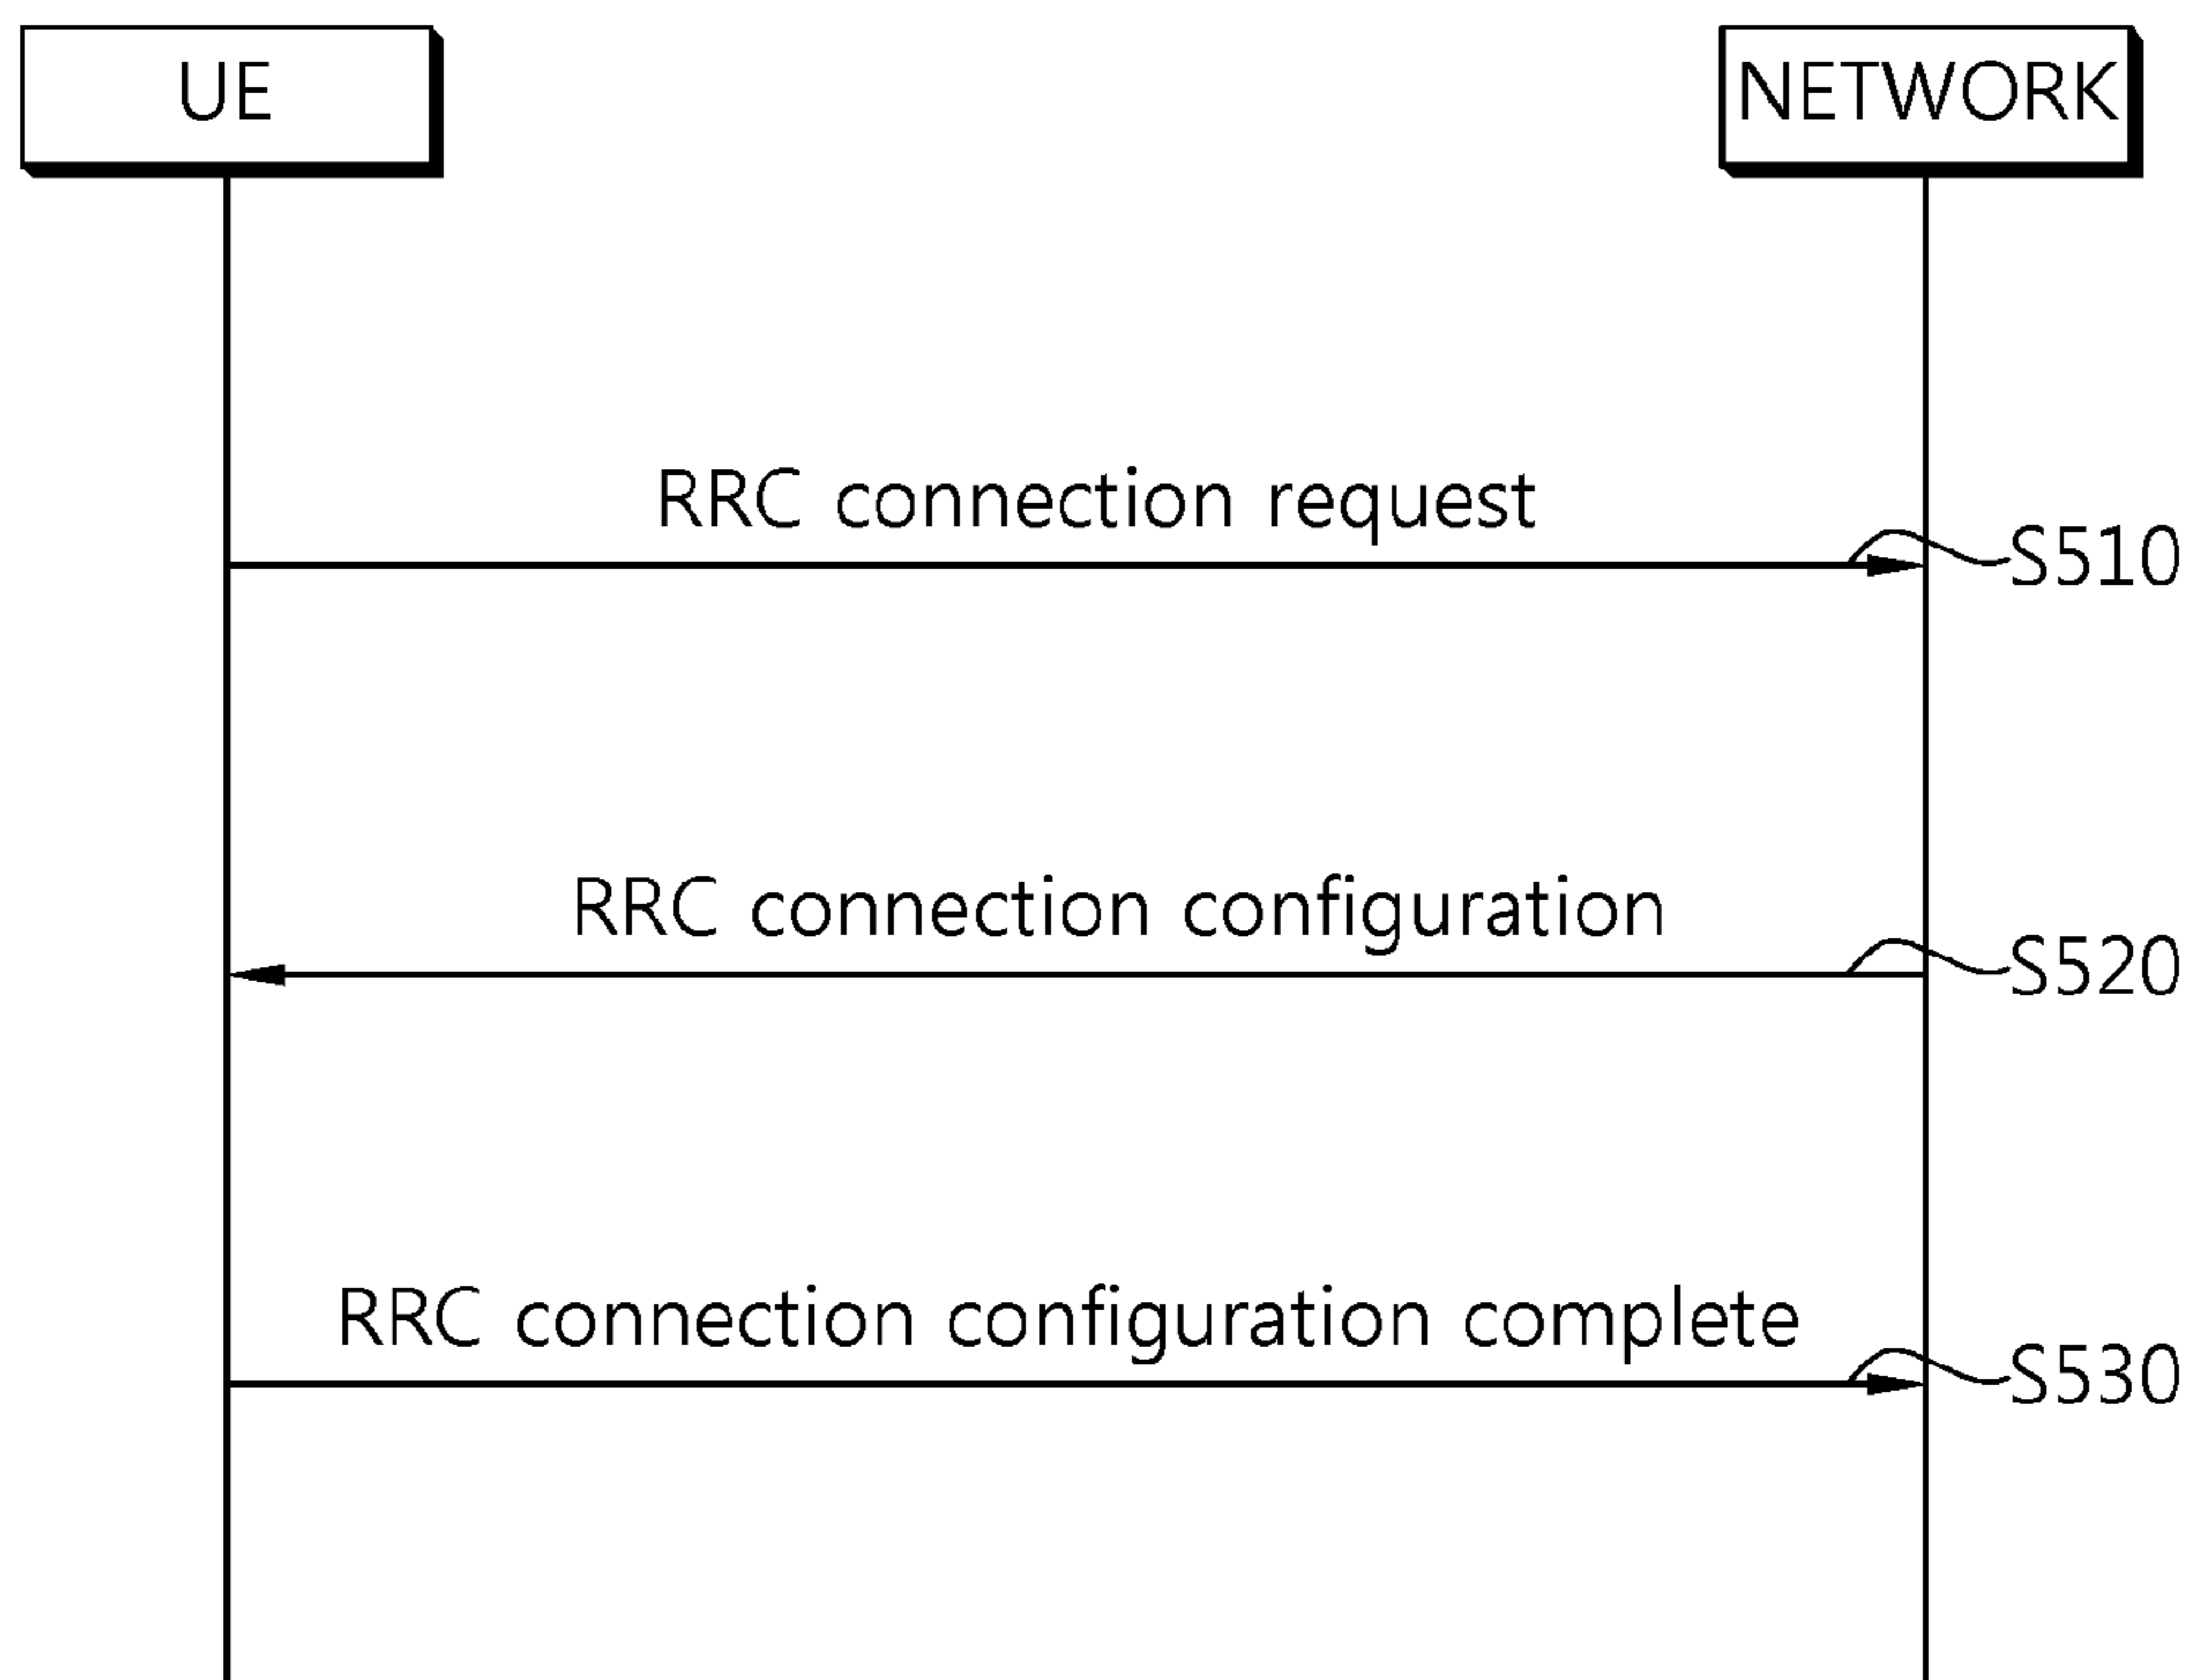 UE
NETWORK
RRC connection request
S510
RRC connection configuration
S520
RRC connection configuration complete
S530